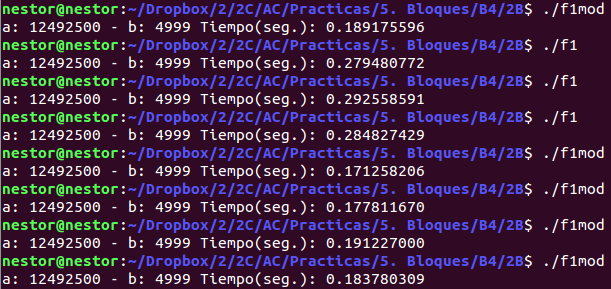 nestor@nestor:~/Dropbox/2/2C/AC/Practicas/5. Bloques/B4/2B$ ./f1mod
a: 12492500 - b: 4999 Tiempo(seg.): 0.189175596
nestor@nestor:~/Dropbox/2/2C/AC/Practicas/5. Bloques/B4/2B$ ./f1
a: 12492500 - b: 4999 Tiempo(seg.): 0.279480772
nestor@nestor:~/Dropbox/2/2C/AC/Practicas/5. Bloques/B4/2B$ ./f1
a: 12492500 - b: 4999 Tiempo(seg.): 0.292558591
nestor@nestor:~/Dropbox/2/2C/AC/Practicas/5. Bloques/B4/2B$ ./f1
a: 12492500 - b: 4999 Tiempo(seg.): 0.284827429
nestor@nestor:~/Dropbox/2/2C/AC/Practicas/5. Bloques/B4/2B$ ./f1mod
a: 12492500 - b: 4999 Tiempo(seg.): 0.171258206
nestor@nestor:~/Dropbox/2/2C/AC/Practicas/5. Bloques/B4/2B$ ./f1mod
a: 12492500 - b: 4999 Tiempo(seg.): 0.177811670
nestor@nestor:~/Dropbox/2/2C/AC/Practicas/5. Bloques/B4/2B$ ./f1mod
a: 12492500 - b: 4999 Tiempo(seg.): 0.191227000
nestor@nestor:~/Dropbox/2/2C/AC/Practicas/5. Bloques/B4/2B$ ./f1mod
a: 12492500 - b: 4999 Tiempo(seg.): 0.183780309